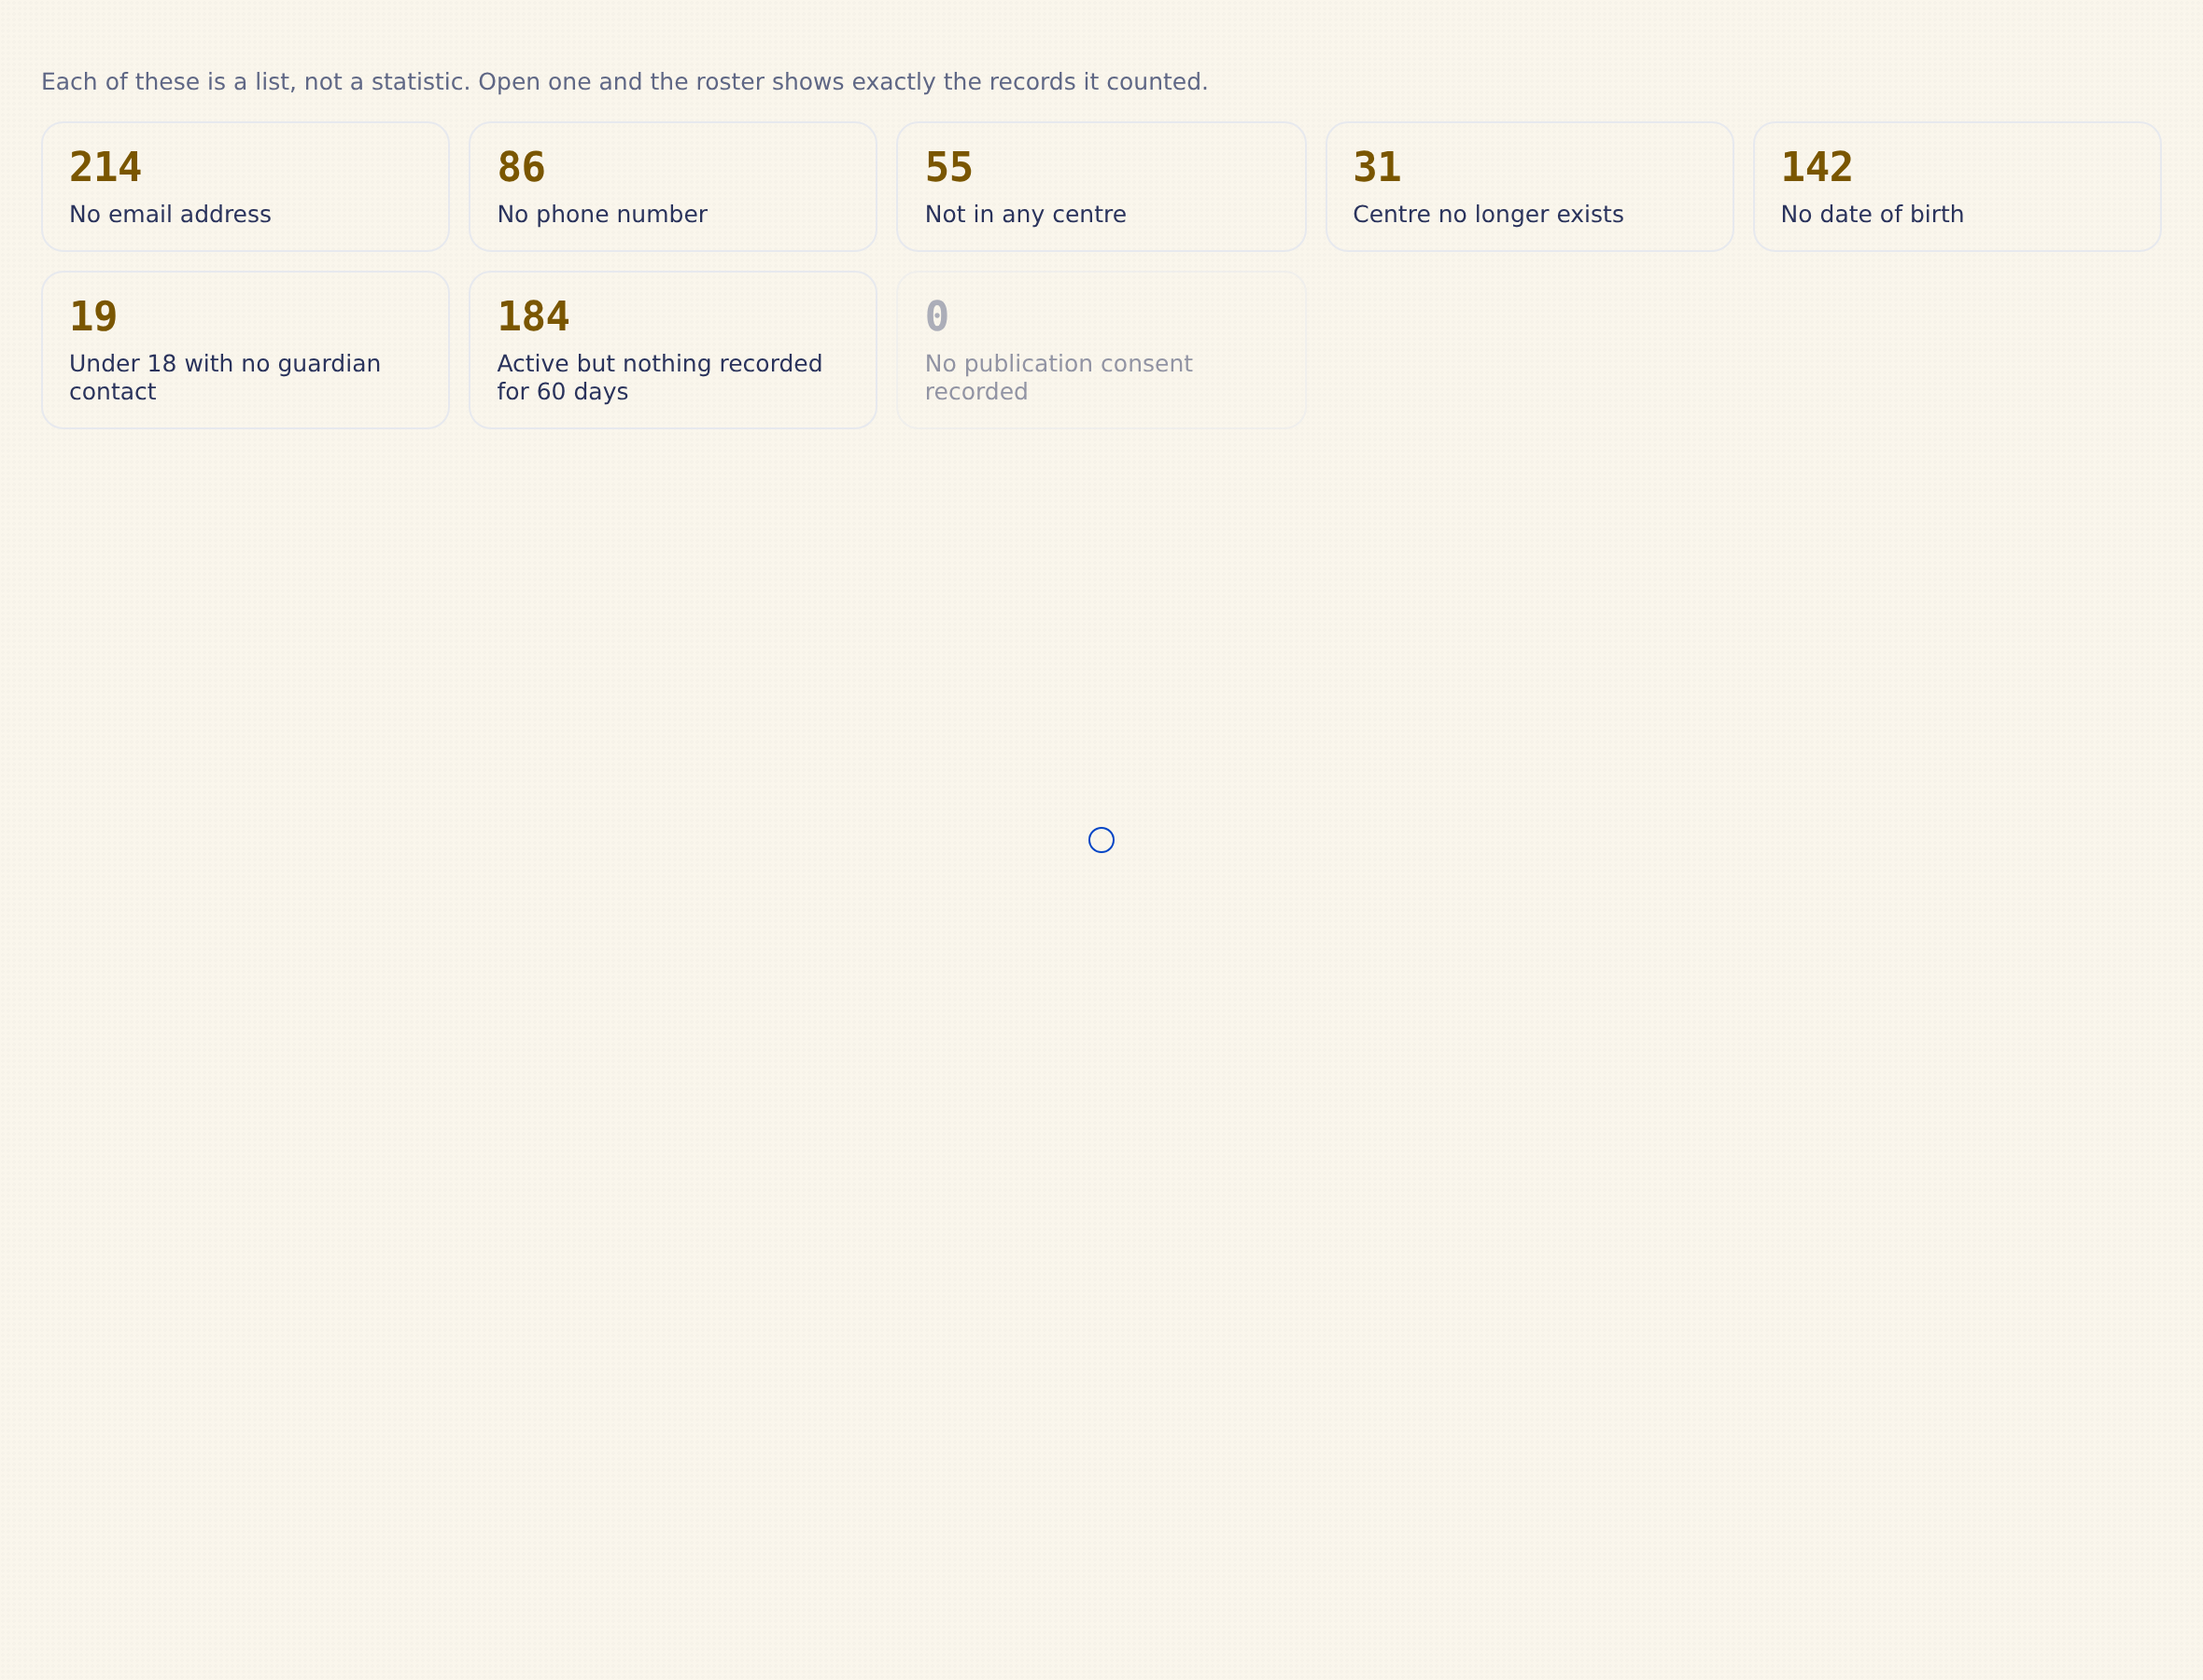 Each of these is a list, not a statistic. Open one and the roster shows exactly the records it counted.
214
No email address
86
No phone number
55
Not in any centre
31
Centre no longer exists
142
No date of birth
19
Under 18 with no guardian
contact
184
Active but nothing recorded
for 60 days
0
No publication consent
recorded